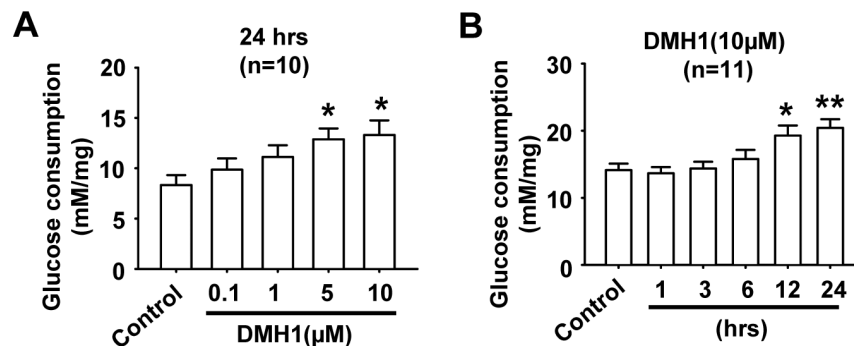 A
24 hrs
(n=10)
Glucose consumption
(mM/mg)
20
15
10
5
0
* *
Control 0.1 1 5 10
DMH1(µM)
B
DMH1(10µM)
(n=11)
Glucose consumption
(mM/mg)
30
20
10
0
* **
Control 1 3 6 12 24
(hrs)